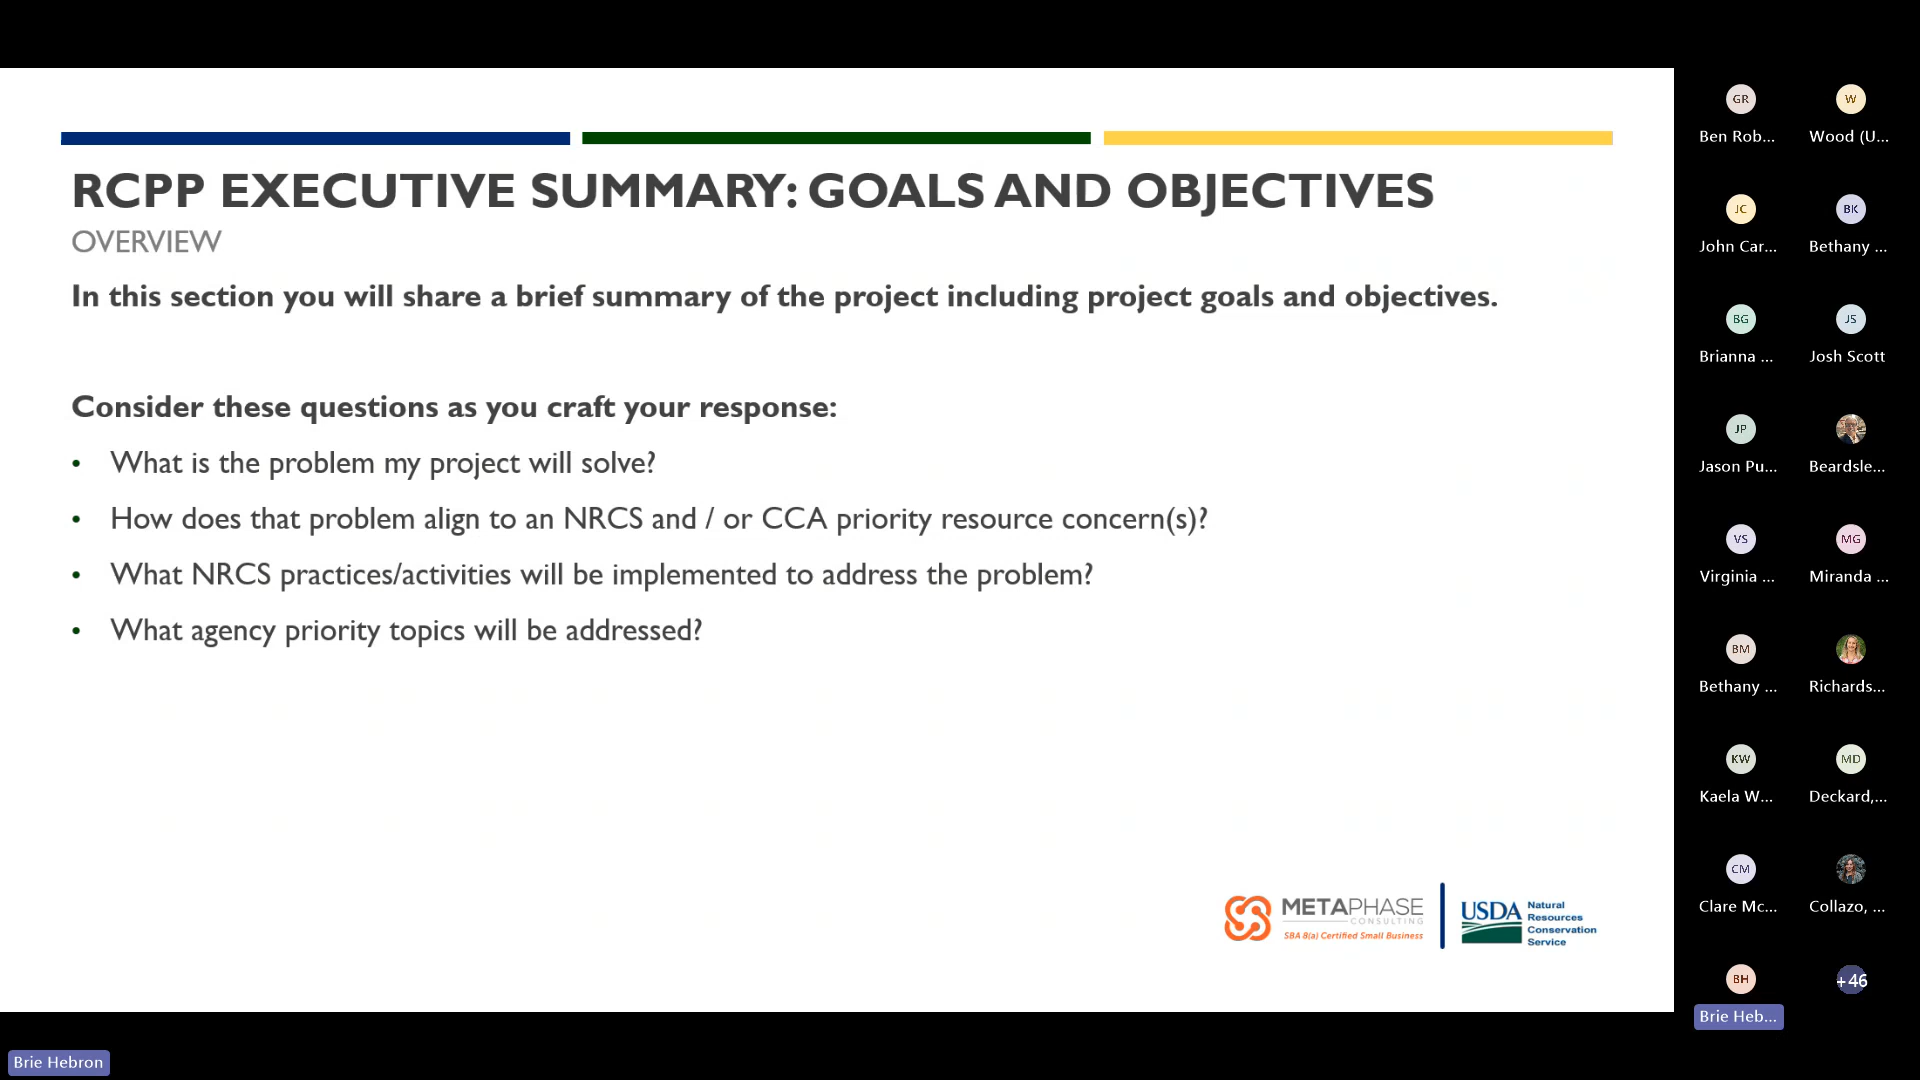 RCPP EXECUTIVE SUMMARY: GOALS AND OBJECTIVES
OVERVIEW
In this section you will share a brief summary of the project including project goals and objectives.
Consider these questions as you craft your response:
• What is the problem my project will solve?
• How does that problem align to an NRCS and / or CCA priority resource concern(s)?
• What NRCS practices/activities will be implemented to address the problem?
• What agency priority topics will be addressed?
METAPHASE
CONSULTING
SBA 8(a) Certified Small Business
USDA
Natural
Resources
Conservation
Service
GR W
Ben Rob... Wood (U...
JC BK
John Car... Bethany ...
BG JS
Brianna ... Josh Scott
JP
Jason Pu... Beardsle...
VS MG
Virginia ... Miranda ...
BM
Bethany ... Richards...
KW MD
Kaela W... Deckard,...
CM
Clare Mc... Collazo, ...
BH +46
Brie Heb...
Brie Hebron